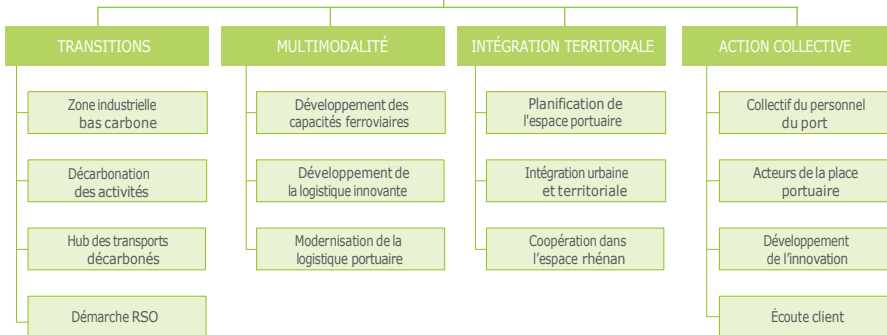 TRANSITIONS
Zone industrielle
bas carbone
Décarbonation
des activités
Hub des transports
décarbonés
Démarche RSO
MULTIMODALITÉ
Développement des
capacités ferroviaires
Développement de
la logistique innovante
Modernisation de la
logistique portuaire
INTÉGRATION TERRITORALE
Planification de
l'espace portuaire
Intégration urbaine
et territoriale
Coopération dans
l’espace rhénan
ACTION COLLECTIVE
Collectif du personnel
du port
Acteurs de la place
portuaire
Développement
de l’innovation
Écoute client